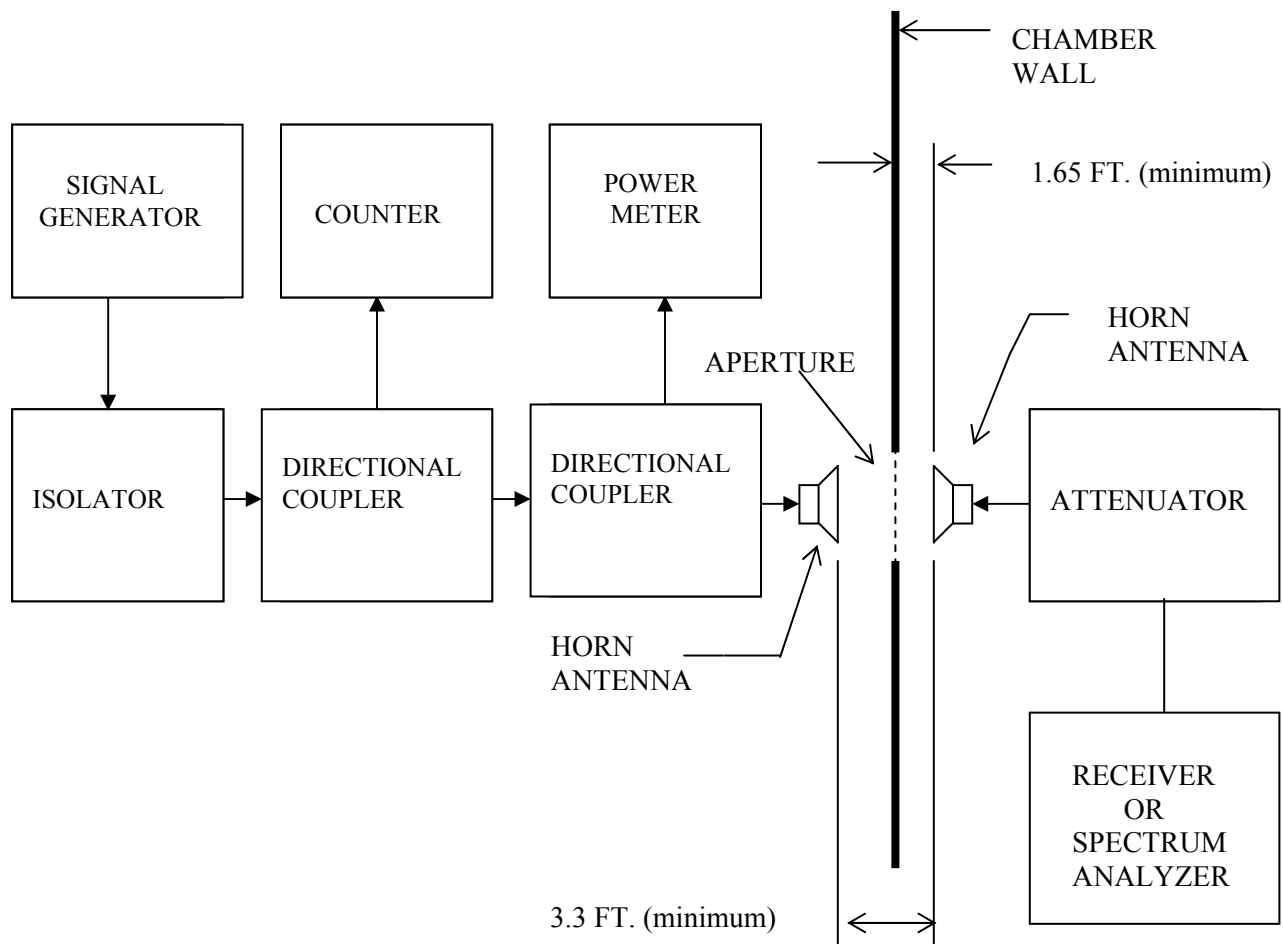 CHAMBER
WALL
1.65 FT. (minimum)
SIGNAL
GENERATOR
COUNTER
POWER
METER
HORN
ANTENNA
APERTURE
ISOLATOR
DIRECTIONAL
COUPLER
DIRECTIONAL
COUPLER
ATTENUATOR
HORN
ANTENNA
RECEIVER
OR
SPECTRUM
ANALYZER
3.3 FT. (minimum)